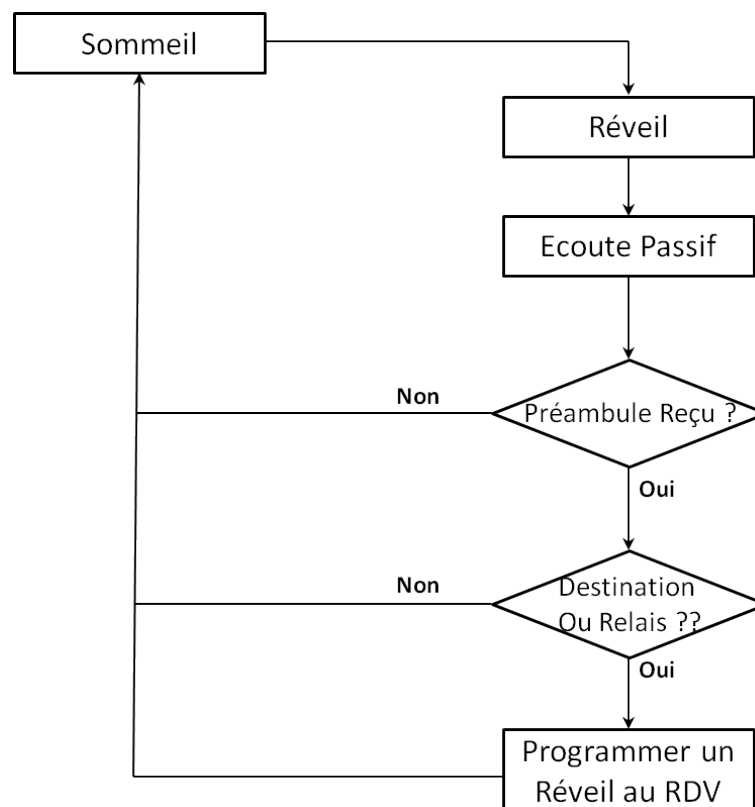 Sommeil
Réveil
Ecoute Passif
Non
Préambule Reçu ?
Oui
Non
Destination
Ou Relais ??
Oui
Programmer un
Réveil au RDV